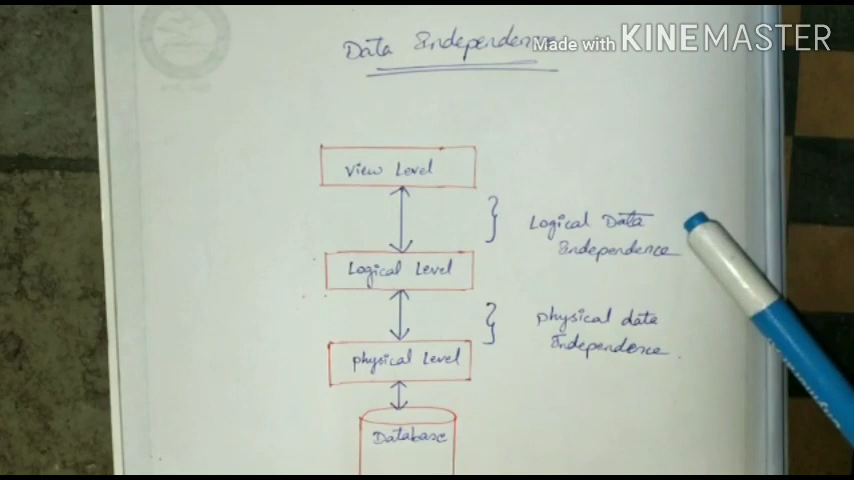 Data Independence
Made with KINEMASTER
View Level
Logical Data
Independence
Logical Level
physical data
Independence
physical Level
Database